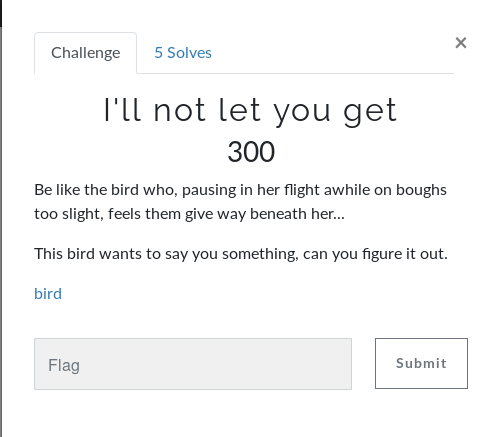 Challenge
5 Solves
×
I'll not let you get
300
Be like the bird who, pausing in her flight awhile on boughs
too slight, feels them give way beneath her...
This bird wants to say you something, can you figure it out.
bird
Flag
Submit